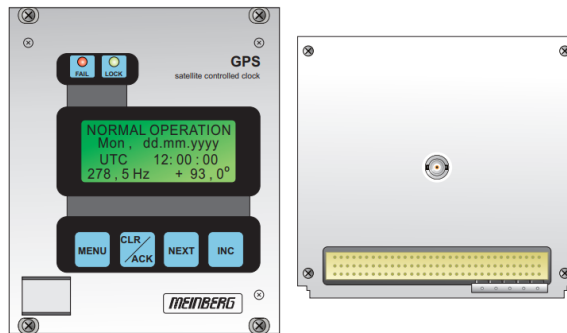 GPS
satellite controlled clock
FAIL
LOCK
NORMAL OPERATION
Mon , dd.mm.yyyy
UTC 12: 00 : 00
278 , 5 Hz + 93, 0°
MENU
CLR/
ACK
NEXT
INC
MEINBERG